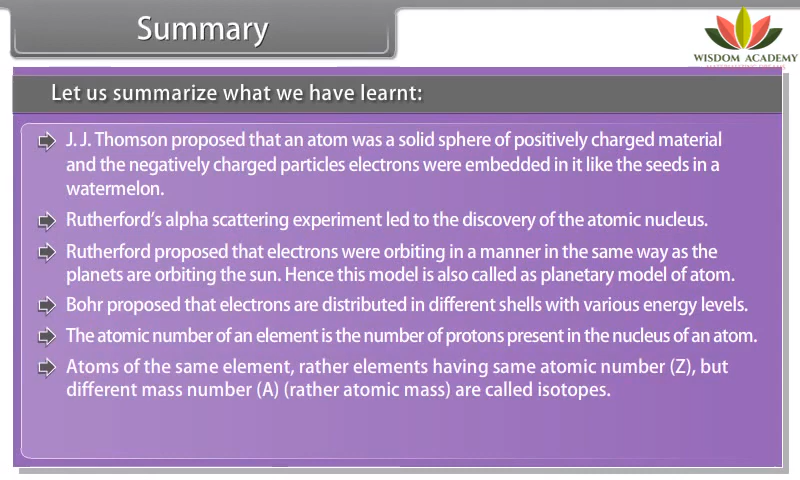 Summary
WISDOM ACADEMY
Let us summarize what we have learnt:
J. J. Thomson proposed that an atom was a solid sphere of positively charged material
and the negatively charged particles electrons were embedded in it like the seeds in a
watermelon.
Rutherford's alpha scattering experiment led to the discovery of the atomic nucleus.
Rutherford proposed that electrons were orbiting in a manner in the same way as the
planets are orbiting the sun. Hence this model is also called as planetary model of atom.
Bohr proposed that electrons are distributed in different shells with various energy levels.
The atomic number of an element is the number of protons present in the nucleus of an atom.
Atoms of the same element, rather elements having same atomic number (Z), but
different mass number (A) (rather atomic mass) are called isotopes.